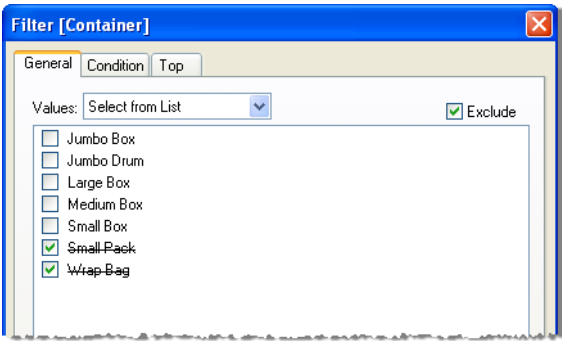 Filter [Container]
General Condition Top
Values: Select from List Exclude
Jumbo Box
Jumbo Drum
Large Box
Medium Box
Small Box
Small Pack
Wrap Bag